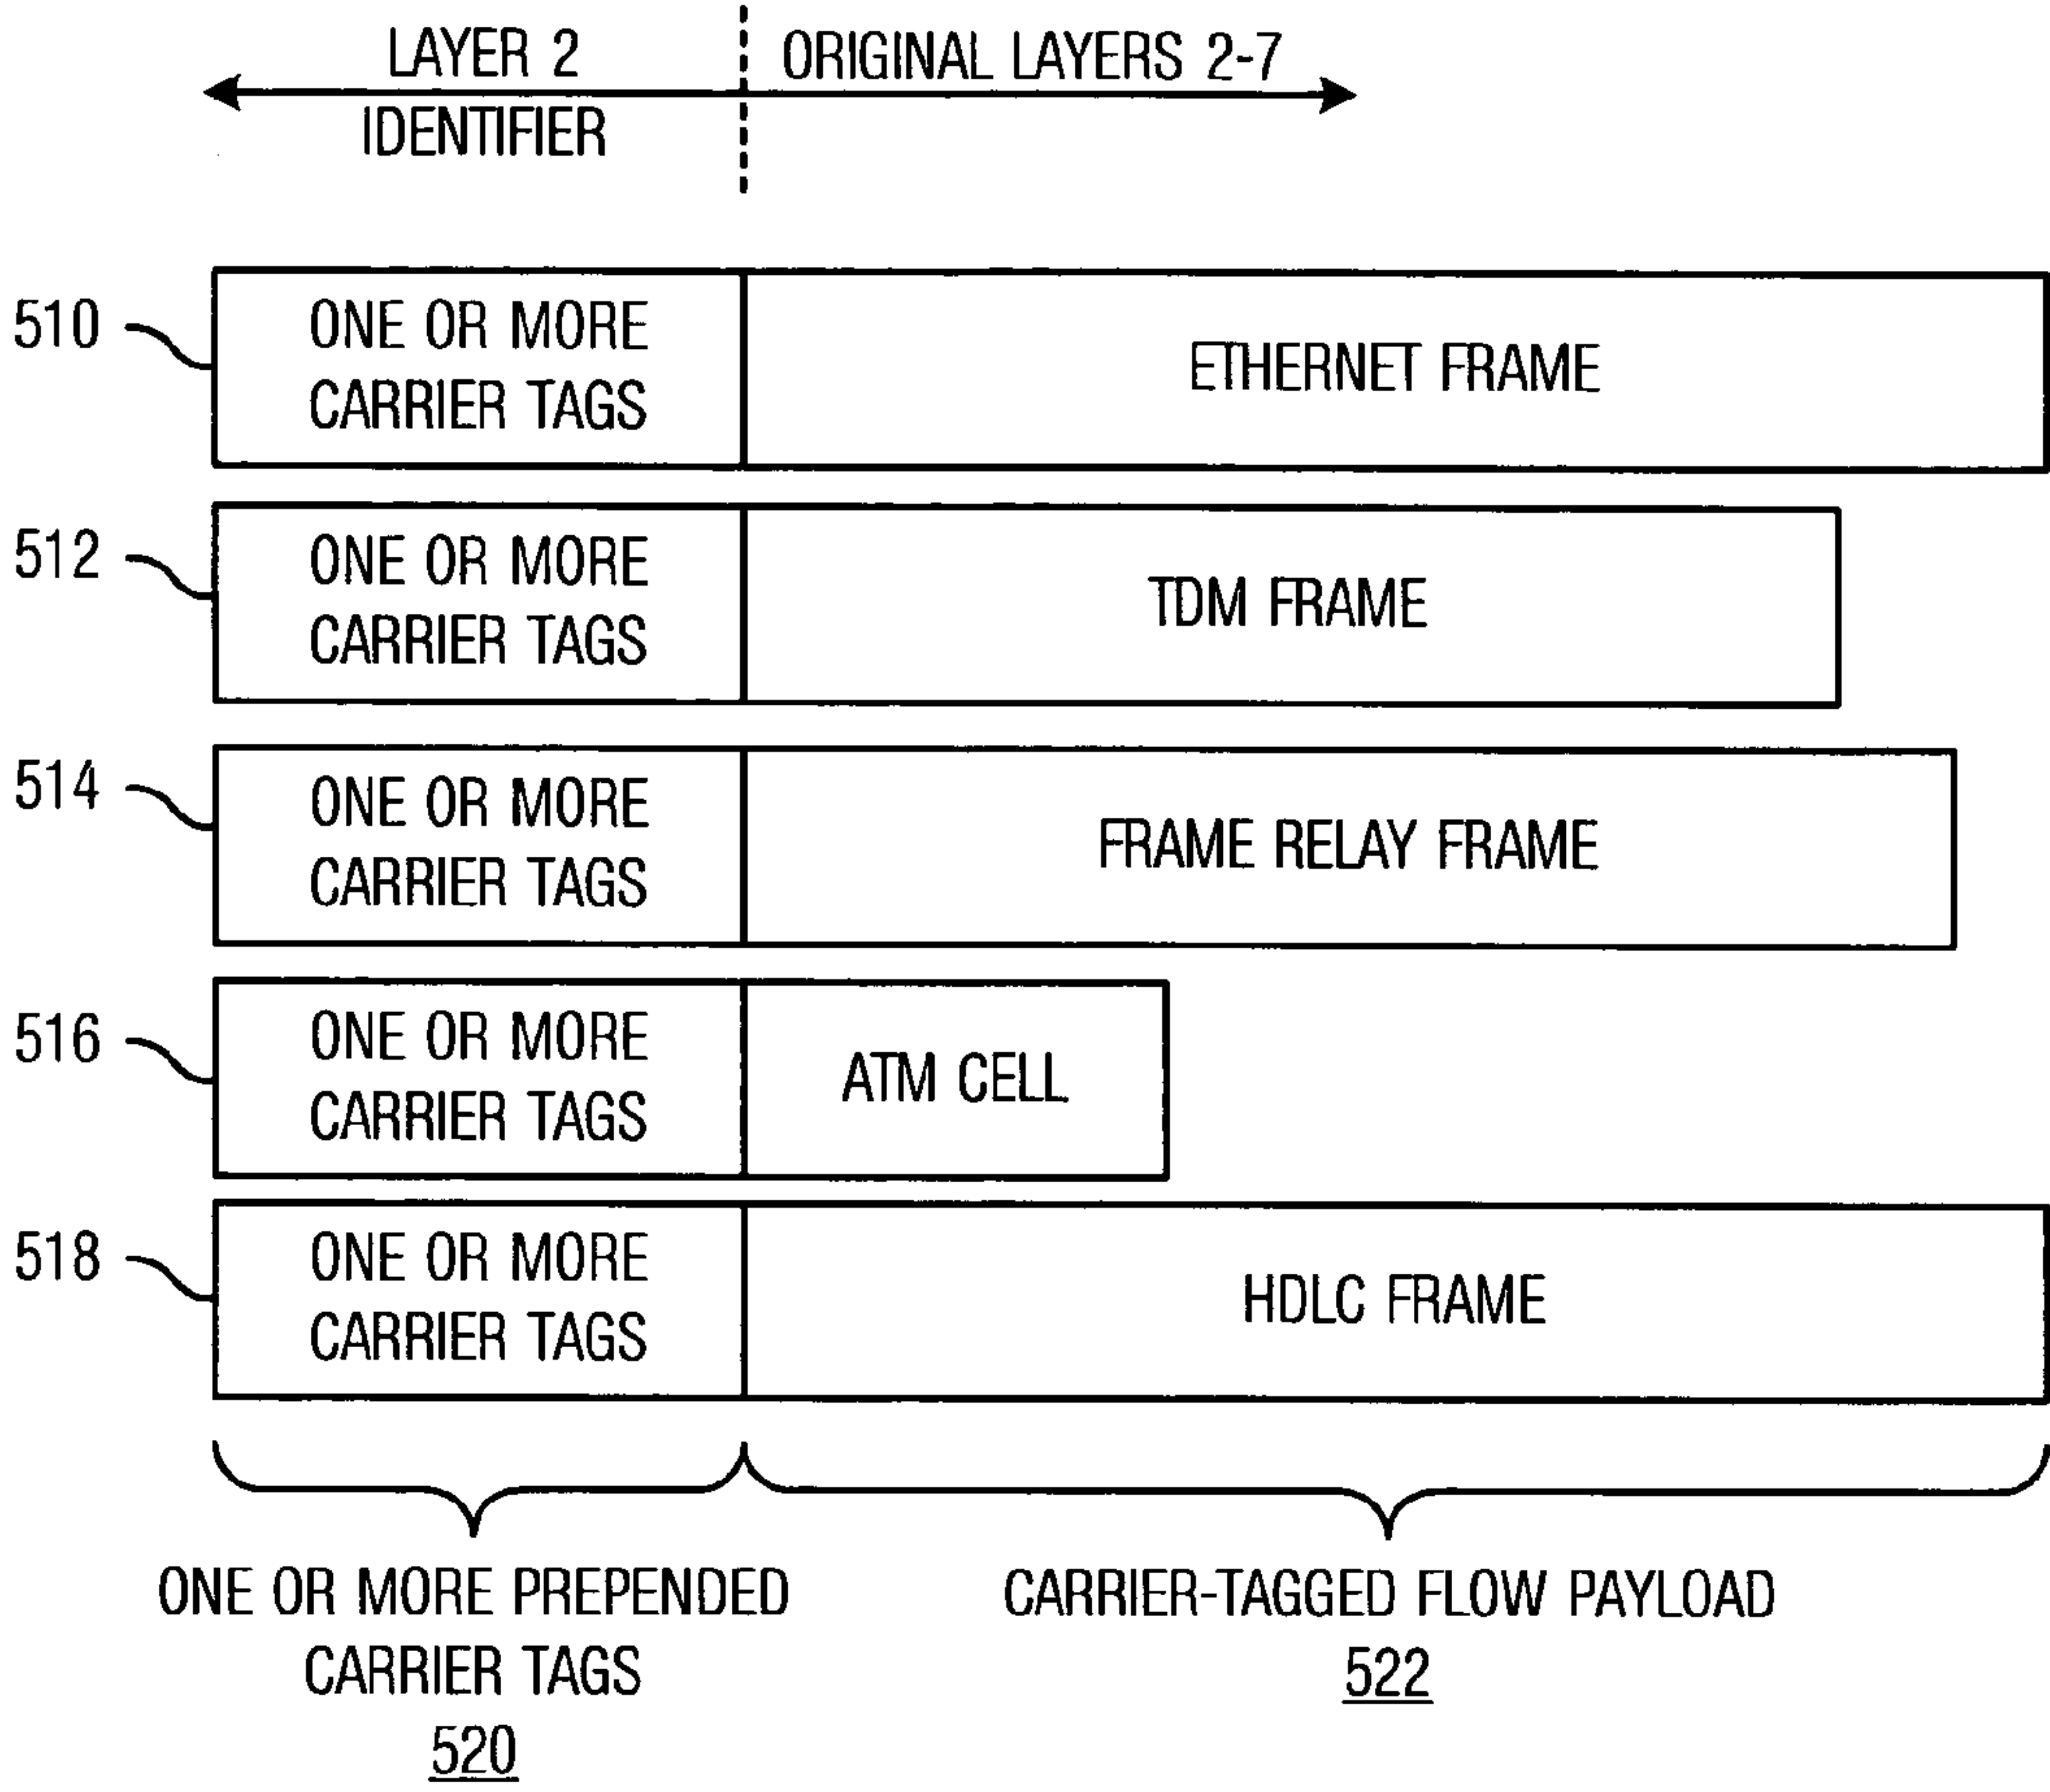 LAYER 2
IDENTIFIER
ORIGINAL LAYERS 2-7
510
ONE OR MORE
CARRIER TAGS
ETHERNET FRAME
512
ONE OR MORE
CARRIER TAGS
TDM FRAME
514
ONE OR MORE
CARRIER TAGS
FRAME RELAY FRAME
516
ONE OR MORE
CARRIER TAGS
ATM CELL
518
ONE OR MORE
CARRIER TAGS
HDLC FRAME
ONE OR MORE PREPENDED
CARRIER TAGS
520
CARRIER-TAGGED FLOW PAYLOAD
522